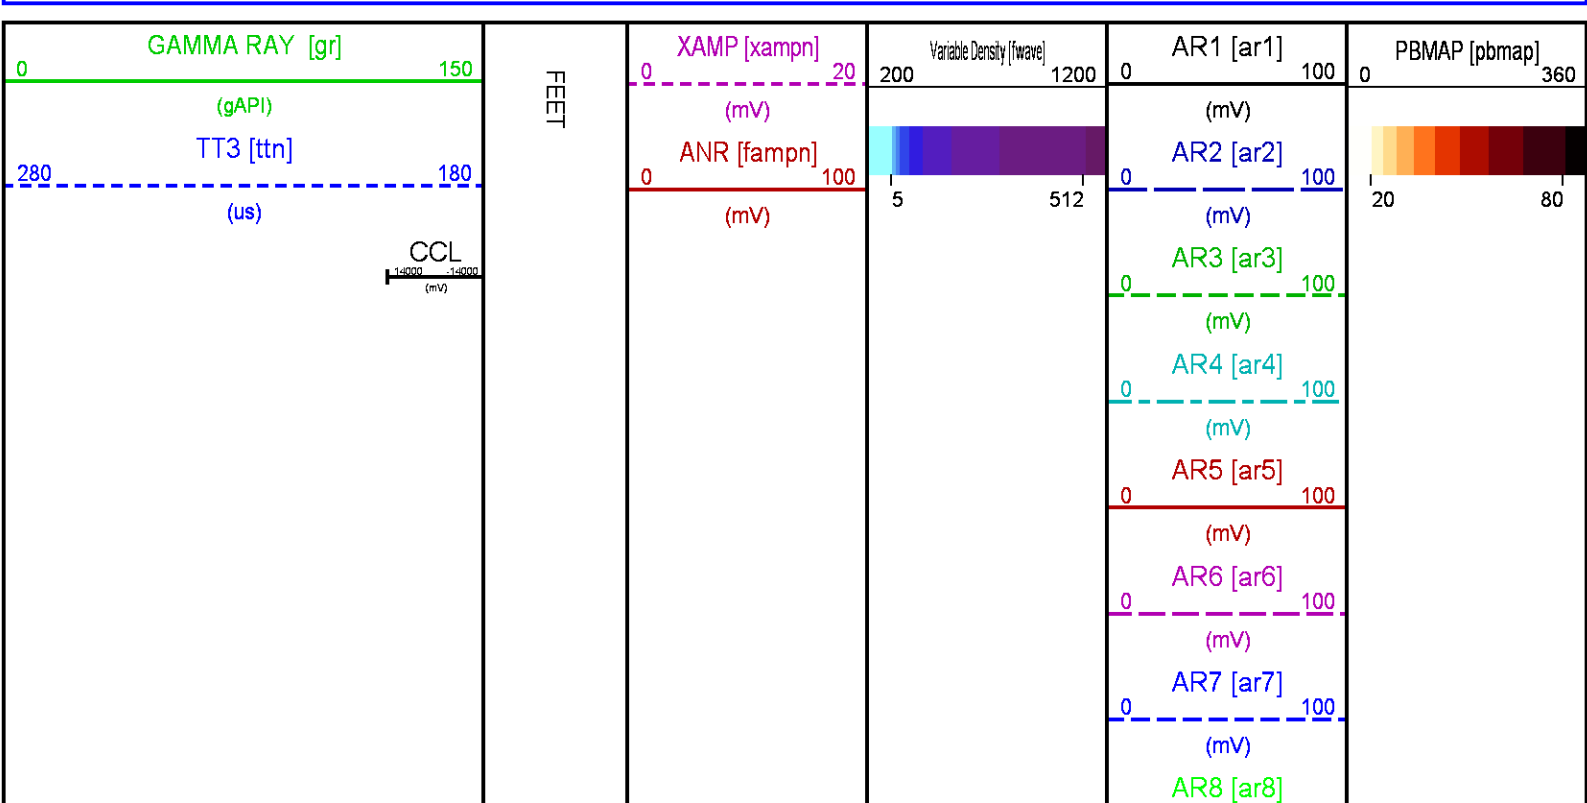 GAMMA RAY [gr]
0 150
(gAPI)
TT3 [ttn]
280 180
(us)
CCL
14000 -14000
(mV)
FEET
XAMP [xampn]
0 20
(mV)
ANR [fampn]
0 100
(mV)
Variable Density [fwave]
200 1200
5 512
AR1 [ar1]
0 100
(mV)
AR2 [ar2]
0 100
(mV)
AR3 [ar3]
0 100
(mV)
AR4 [ar4]
0 100
(mV)
AR5 [ar5]
0 100
(mV)
AR6 [ar6]
0 100
(mV)
AR7 [ar7]
0 100
(mV)
AR8 [ar8]
PBMAP [pbmap]
0 360
20 80